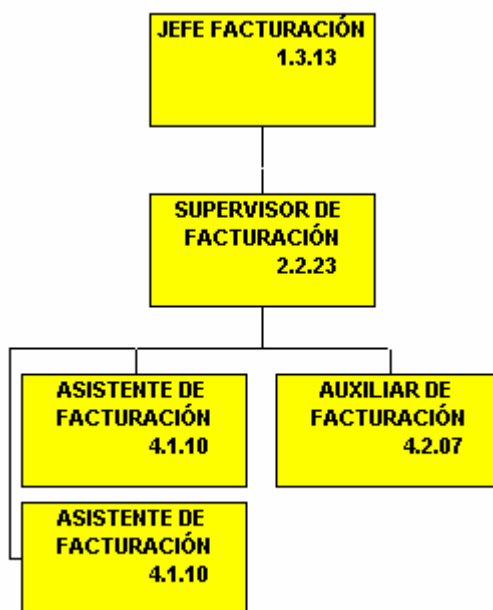 JEFE FACTURACIÓN
1.3.13
SUPERVISOR DE
FACTURACIÓN
2.2.23
ASISTENTE DE
FACTURACIÓN
4.1.10
AUXILIAR DE
FACTURACIÓN
4.2.07
ASISTENTE DE
FACTURACIÓN
4.1.10